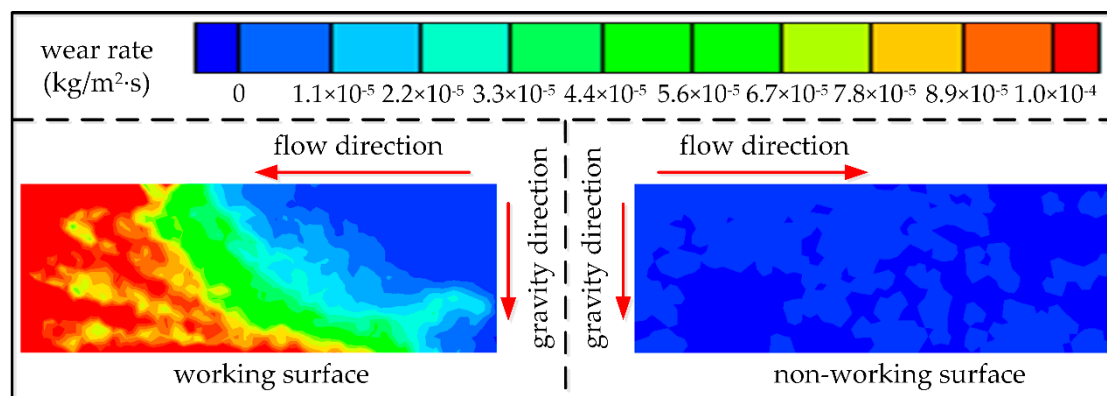 wear rate
(kg/m²·s)
0 1.1×10⁻⁵ 2.2×10⁻⁵ 3.3×10⁻⁵ 4.4×10⁻⁵ 5.6×10⁻⁵ 6.7×10⁻⁵ 7.8×10⁻⁵ 8.9×10⁻⁵ 1.0×10⁻⁴
flow direction
gravity direction
working surface
flow direction
gravity direction
non-working surface